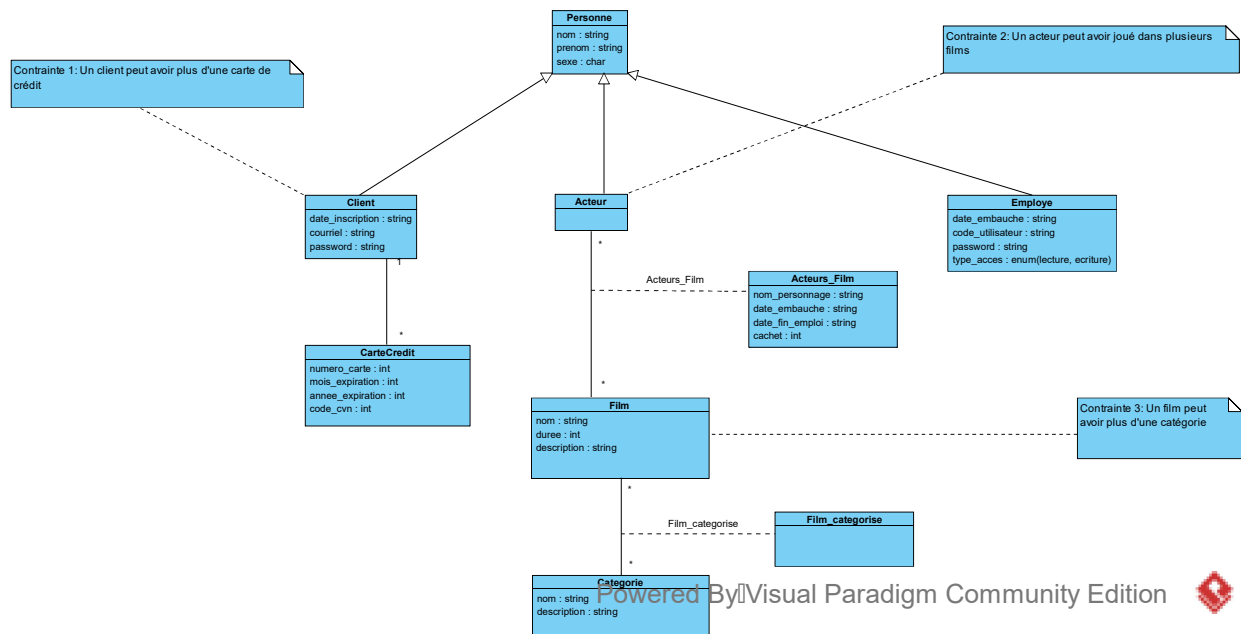 Personne
nom : string
prenom : string
sexe : char
Contrainte 1: Un client peut avoir plus d'une carte de
crédit
Contrainte 2: Un acteur peut avoir joué dans plusieurs
films
Client
date_inscription : string
courriel : string
password : string
Acteur
Employe
date_embauche : string
code_utilisateur : string
password : string
type_acces : enum(lecture, ecriture)
1
*
*
Acteurs_Film
Acteurs_Film
nom_personnage : string
date_embauche : string
date_fin_emploi : string
cachet : int
*
CarteCredit
numero_carte : int
mois_expiration : int
annee_expiration : int
code_cvn : int
Film
nom : string
duree : int
description : string
Contrainte 3: Un film peut
avoir plus d'une catégorie
*
Film_categorise
Film_categorise
*
Categorie
nom : string
description : string
Powered By Visual Paradigm Community Edition